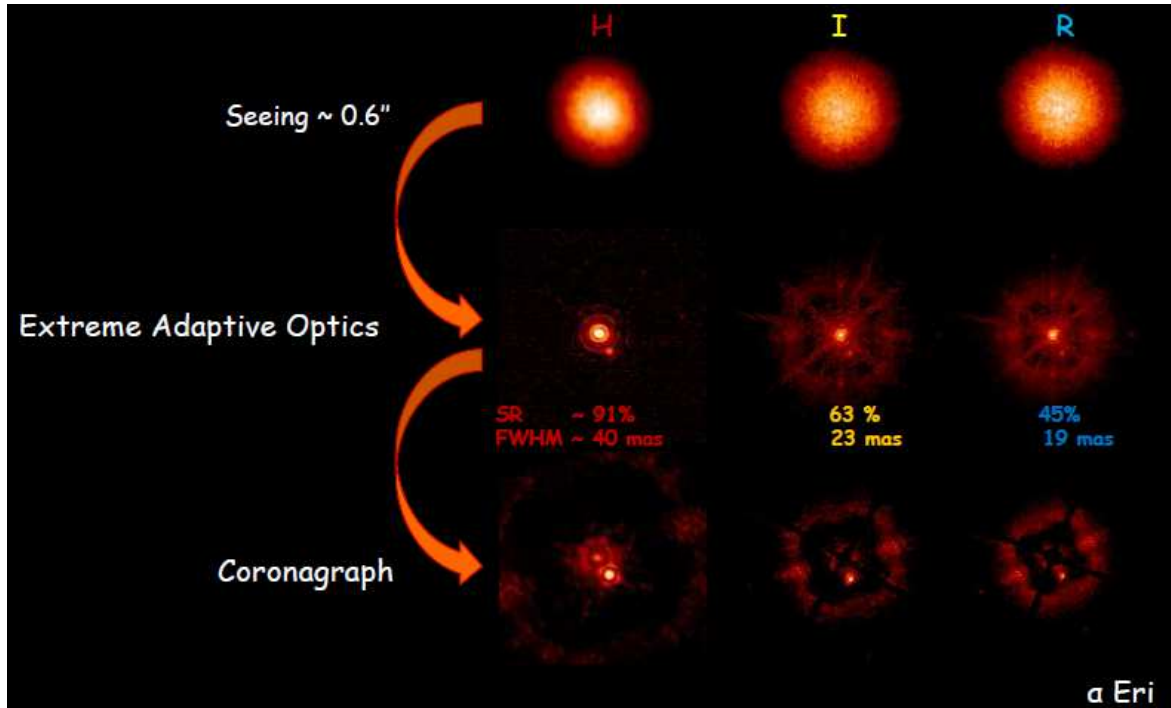 H I R
Seeing ~ 0.6"
Extreme Adaptive Optics
SR ~ 91% 63 % 45%
FWHM ~ 40 mas 23 mas 19 mas
Coronagraph
α Eri